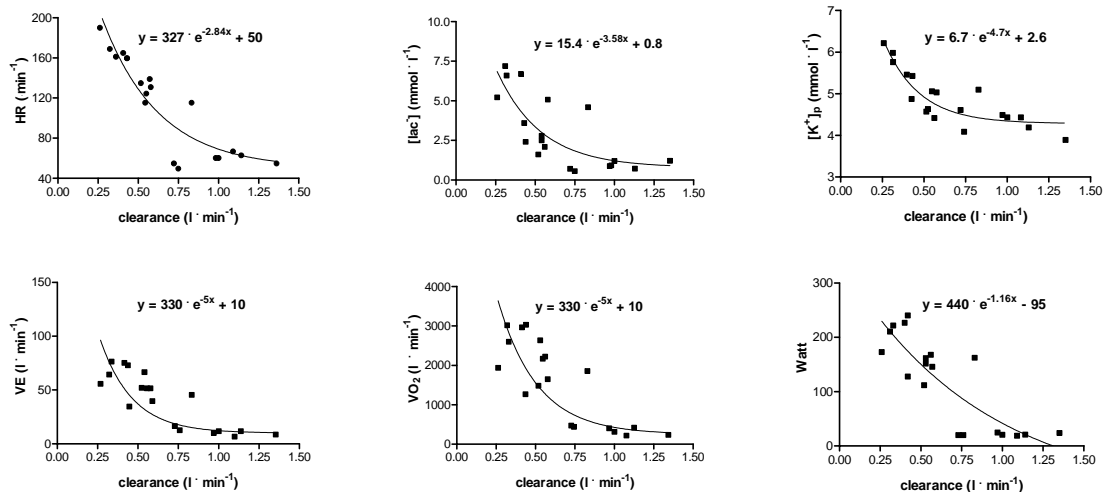 HR (min⁻¹)
200
160
120
80
40
y = 327 · e⁻²·⁸⁴ˣ + 50
0.00 0.25 0.50 0.75 1.00 1.25 1.50
clearance (l · min⁻¹)
[lac⁻] (mmol · l⁻¹)
10.0
7.5
5.0
2.5
0.0
y = 15.4 · e⁻³·⁵⁸ˣ + 0.8
0.00 0.25 0.50 0.75 1.00 1.25 1.50
clearance (l · min⁻¹)
[K⁺]ₚ (mmol · l⁻¹)
7
6
5
4
3
y = 6.7 · e⁻⁴·⁷ˣ + 2.6
0.00 0.25 0.50 0.75 1.00 1.25 1.50
clearance (l · min⁻¹)
VE (l · min⁻¹)
150
100
50
0
y = 330 · e⁻⁵ˣ + 10
0.00 0.25 0.50 0.75 1.00 1.25 1.50
clearance (l · min⁻¹)
VO₂ (l · min⁻¹)
4000
3000
2000
1000
0
y = 330 · e⁻⁵ˣ + 10
0.00 0.25 0.50 0.75 1.00 1.25 1.50
clearance (l · min⁻¹)
Watt
300
200
100
0
y = 440 · e⁻¹·¹⁶ˣ - 95
0.00 0.25 0.50 0.75 1.00 1.25 1.50
clearance (l · min⁻¹)